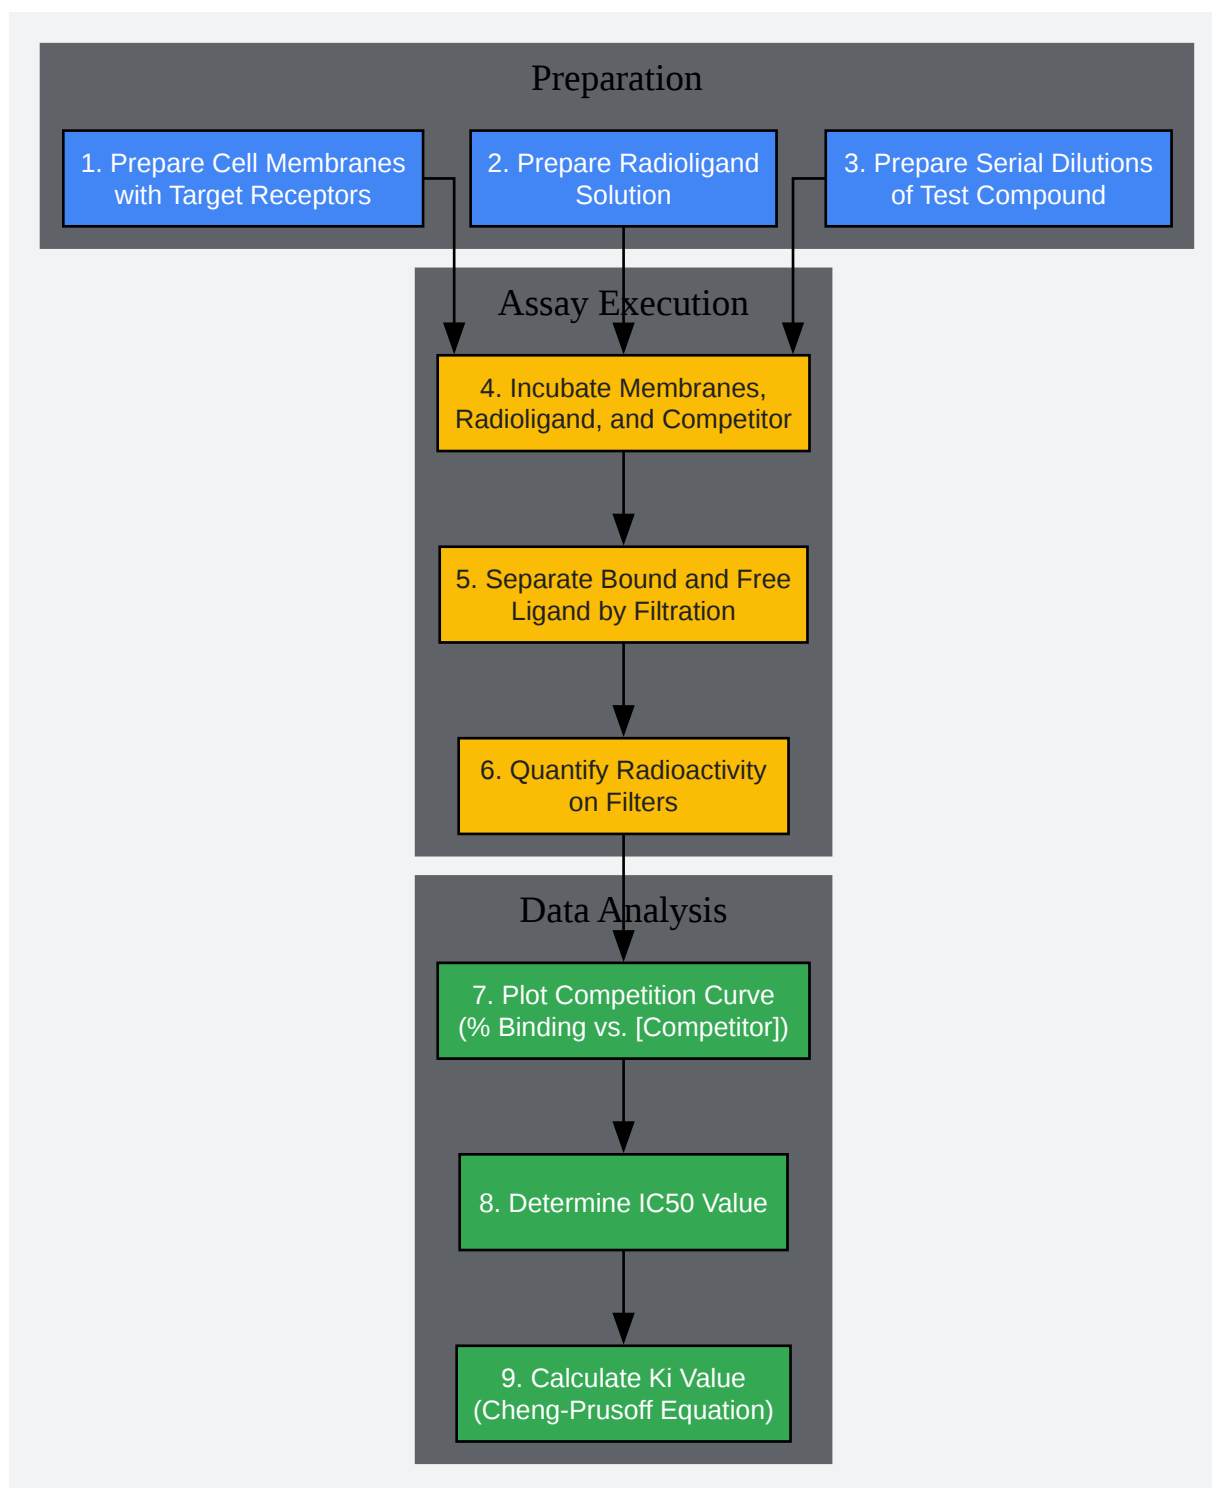 Preparation
1. Prepare Cell Membranes
with Target Receptors
2. Prepare Radioligand
Solution
3. Prepare Serial Dilutions
of Test Compound
Assay Execution
4. Incubate Membranes,
Radioligand, and Competitor
5. Separate Bound and Free
Ligand by Filtration
6. Quantify Radioactivity
on Filters
Data Analysis
7. Plot Competition Curve
(% Binding vs. [Competitor])
8. Determine IC50 Value
9. Calculate Ki Value
(Cheng-Prusoff Equation)